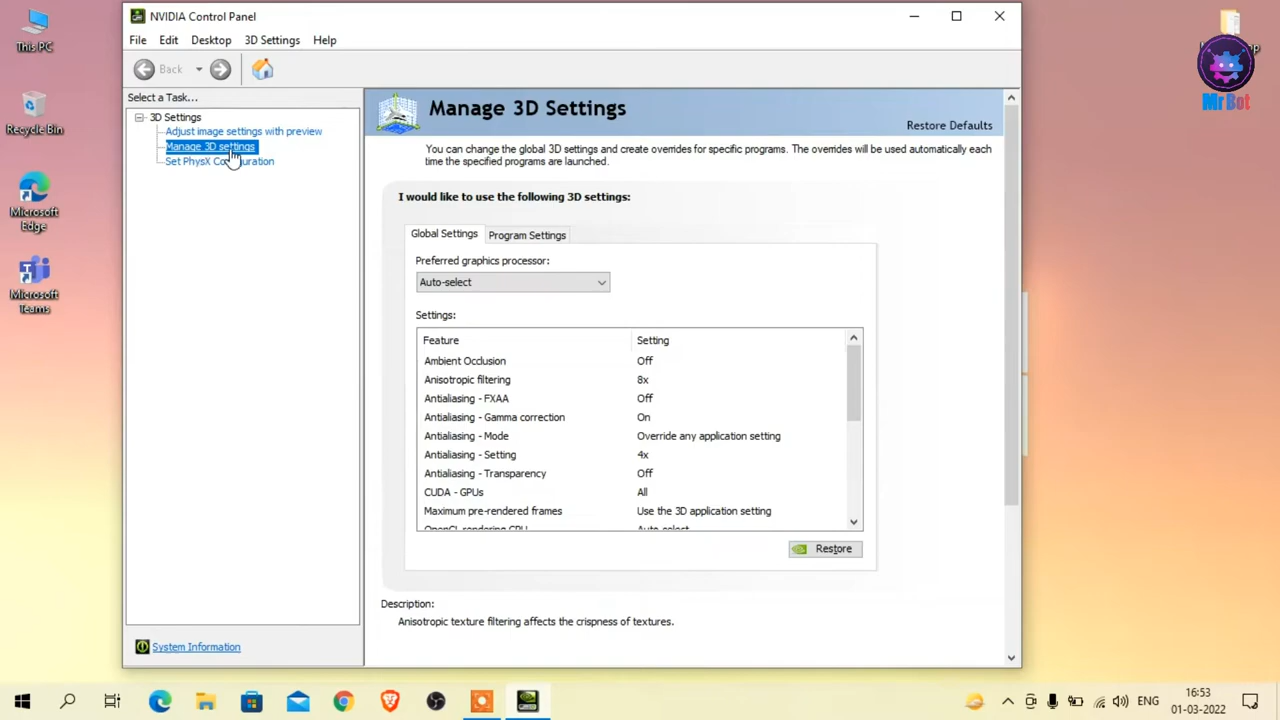 This PC
Recycle Bin
Microsoft
Edge
Microsoft
Teams
NVIDIA Control Panel
File Edit Desktop 3D Settings Help
Back
Select a Task...
3D Settings
Adjust image settings with preview
Manage 3D settings
Set PhysX Configuration
System Information
Manage 3D Settings
Restore Defaults
You can change the global 3D settings and create overrides for specific programs. The overrides will be used automatically each
time the specified programs are launched.
I would like to use the following 3D settings:
Global Settings Program Settings
Preferred graphics processor:
Auto-select
Settings:
Feature Setting
Ambient Occlusion Off
Anisotropic filtering 8x
Antialiasing - FXAA Off
Antialiasing - Gamma correction On
Antialiasing - Mode Override any application setting
Antialiasing - Setting 4x
Antialiasing - Transparency Off
CUDA - GPUs All
Maximum pre-rendered frames Use the 3D application setting
OpenGL rendering GPU Auto-select
Restore
Description:
Anisotropic texture filtering affects the crispness of textures.
MrBot
ENG
16:53
01-03-2022